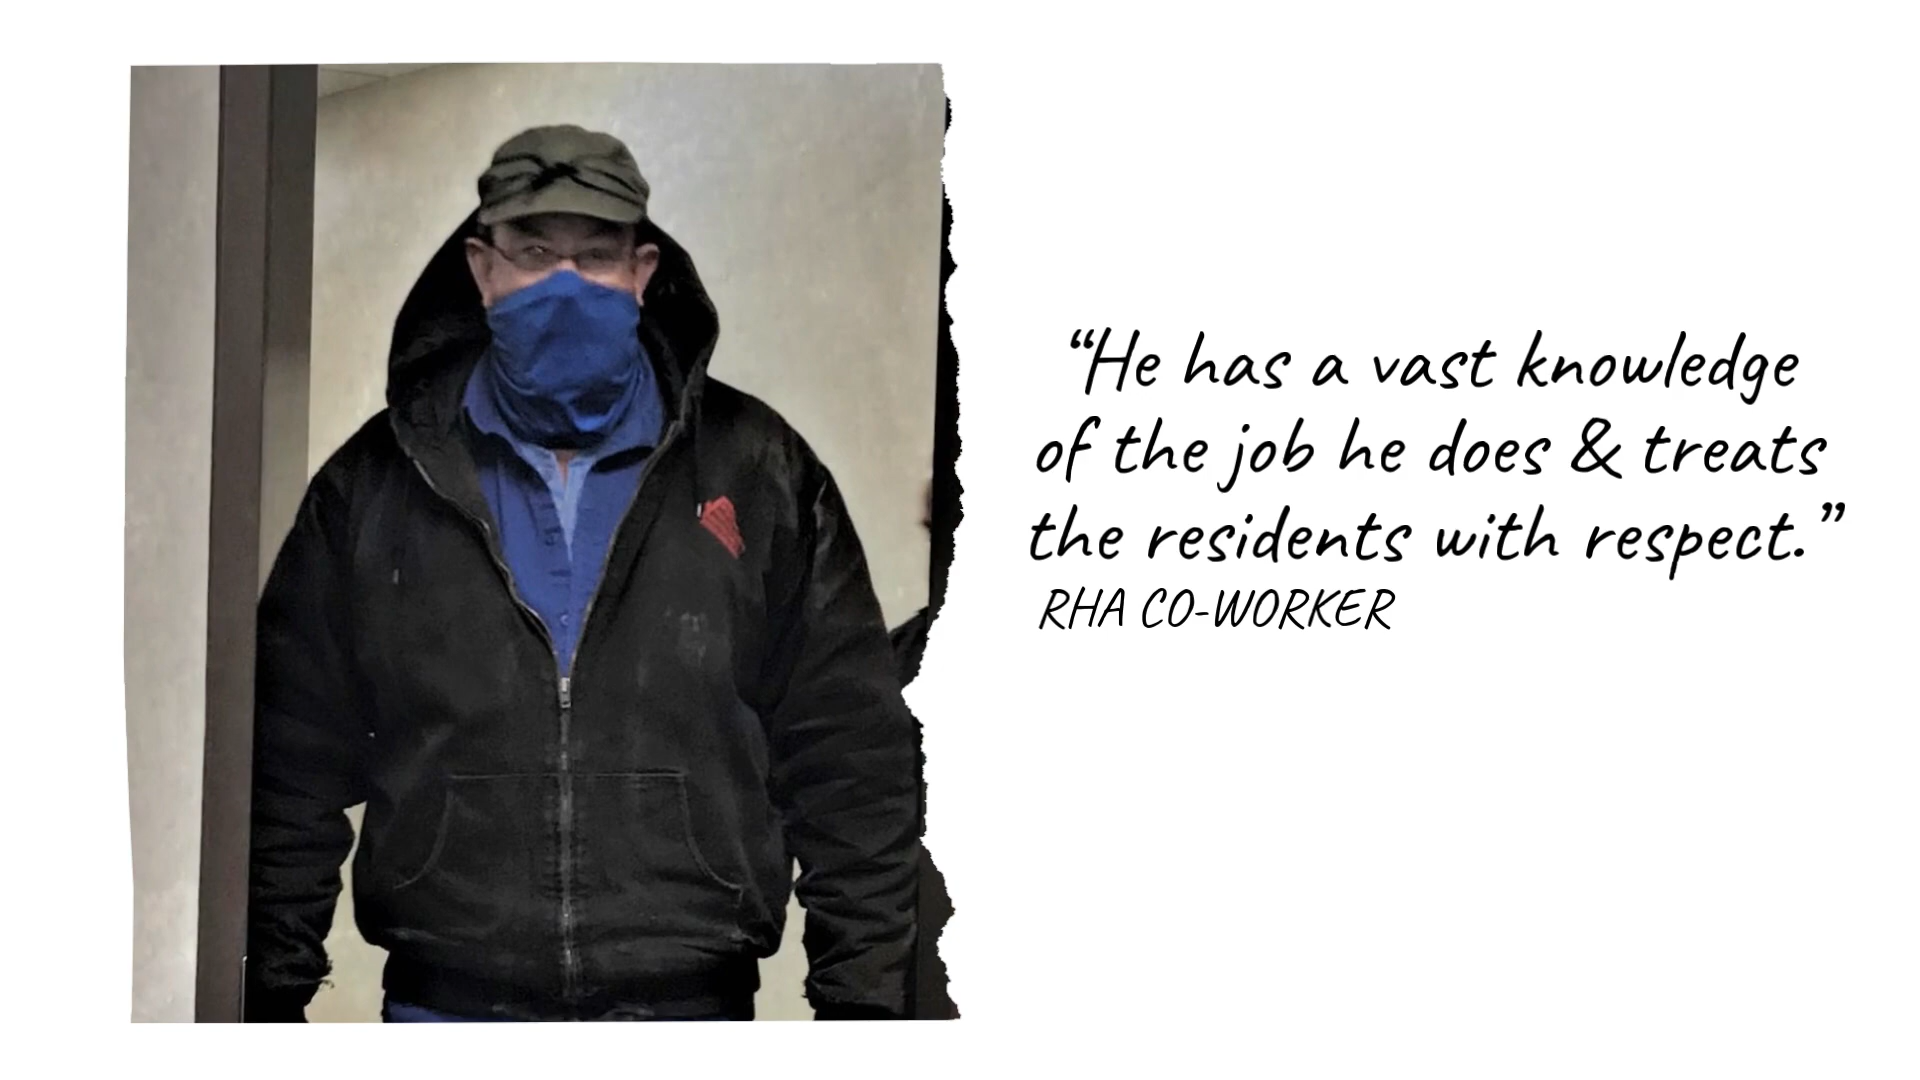 “He has a vast knowledge
of the job he does & treats
the residents with respect.”
RHA CO-WORKER